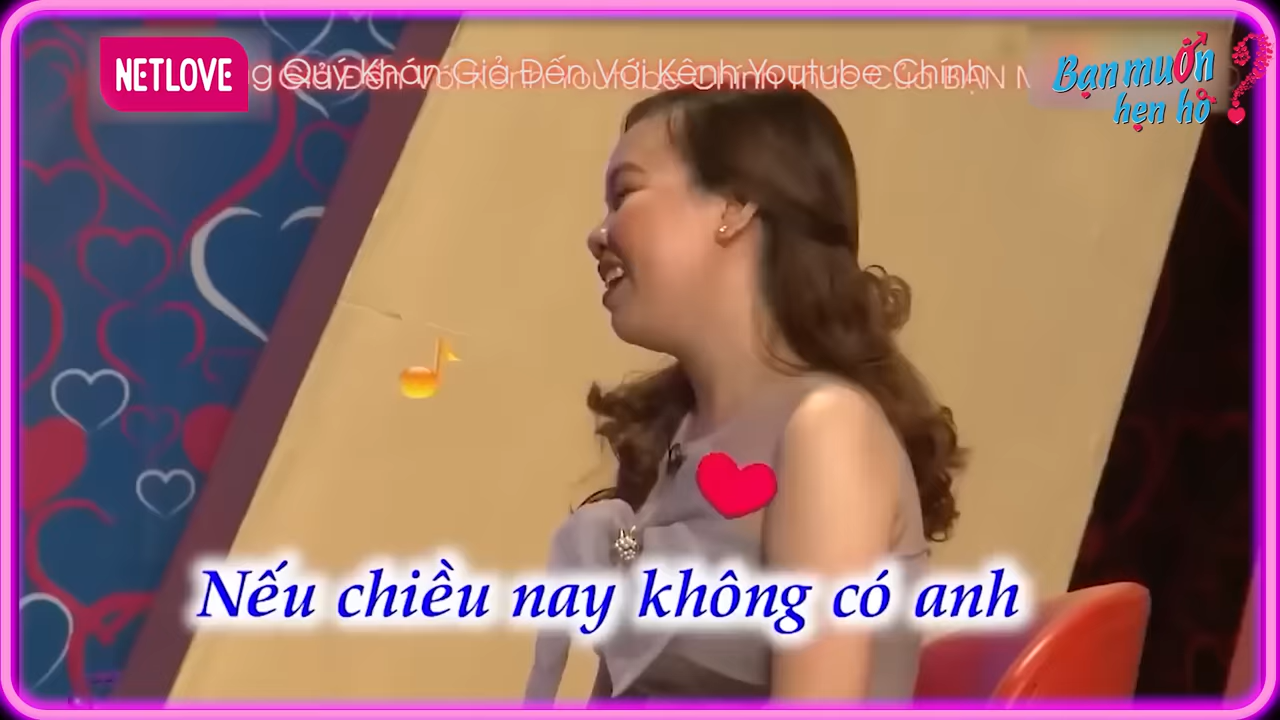 NETLOVE
Quý Khán Giả Đến Với Kênh Youtube Chính
Bạn muốn
hẹn hò
Nếu chiều nay không có anh